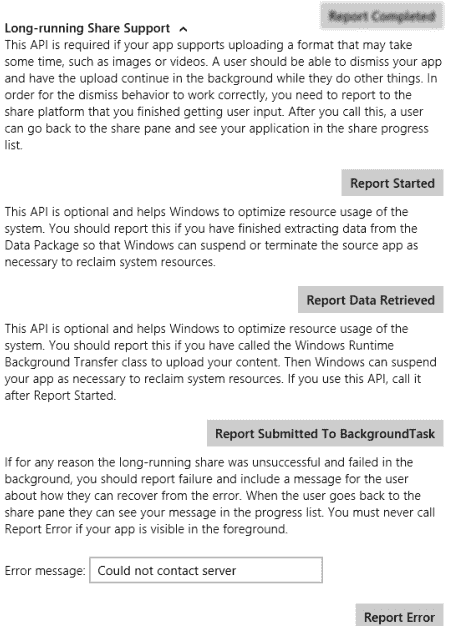 Report Completed
Long-running Share Support
This API is required if your app supports uploading a format that may take
some time, such as images or videos. A user should be able to dismiss your app
and have the upload continue in the background while they do other things. In
order for the dismiss behavior to work correctly, you need to report to the
share platform that you finished getting user input. After you call this, a user
can go back to the share pane and see your application in the share progress
list.
Report Started
This API is optional and helps Windows to optimize resource usage of the
system. You should report this if you have finished extracting data from the
Data Package so that Windows can suspend or terminate the source app as
necessary to reclaim system resources.
Report Data Retrieved
This API is optional and helps Windows to optimize resource usage of the
system. You should report this if you have called the Windows Runtime
Background Transfer class to upload your content. Then Windows can suspend
your app as necessary to reclaim system resources. If you use this API, call it
after Report Started.
Report Submitted To BackgroundTask
If for any reason the long-running share was unsuccessful and failed in the
background, you should report failure and include a message for the user
about how they can recover from the error. When the user goes back to the
share pane they can see your message in the progress list. You must never call
Report Error if your app is visible in the foreground.
Error message: Could not contact server
Report Error